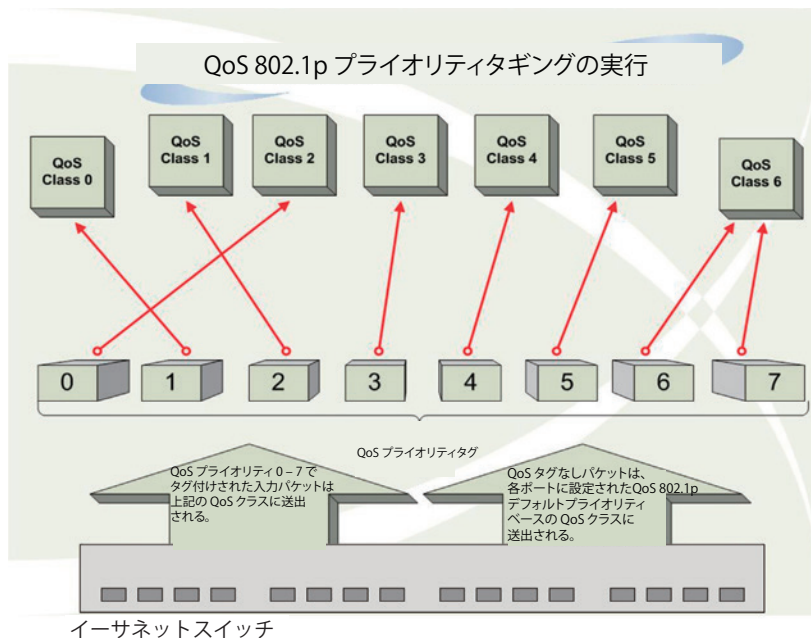 QoS 802.1p プライオリティタギングの実行
QoS
Class 0
QoS
Class 1
QoS
Class 2
QoS
Class 3
QoS
Class 4
QoS
Class 5
QoS
Class 6
0
1
2
3
4
5
6
7
QoS プライオリティタグ
QoS プライオリティ 0 – 7 で
タグ付けされた入力パケットは
上記の QoS クラスに送出
される。
QoS タグなしパケットは、
各ポートに設定されたQoS 802.1p
デフォルトプライオリティ
ベースの QoS クラスに
送出される。
イーサネットスイッチ